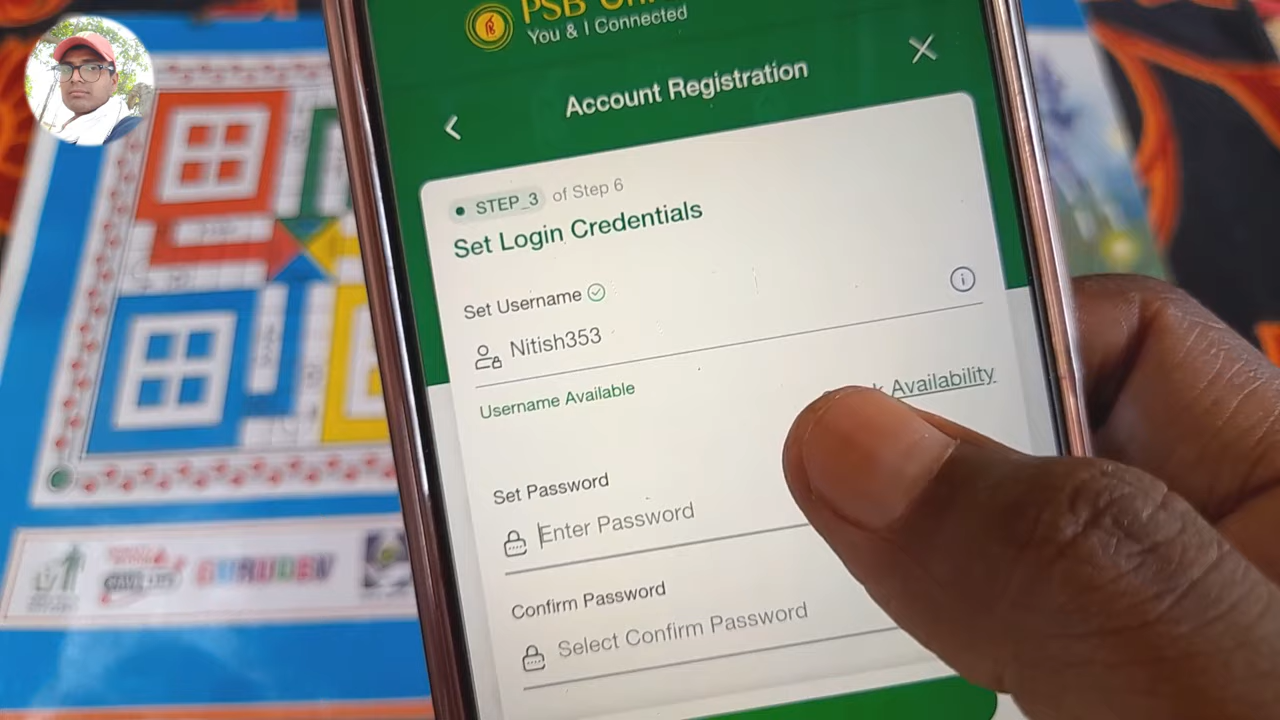 PSB
You & I Connected
Account Registration
STEP_3 of Step 6
Set Login Credentials
Set Username
Nitish353
Username Available
Availability
Set Password
Enter Password
Confirm Password
Select Confirm Password
GURUDEV